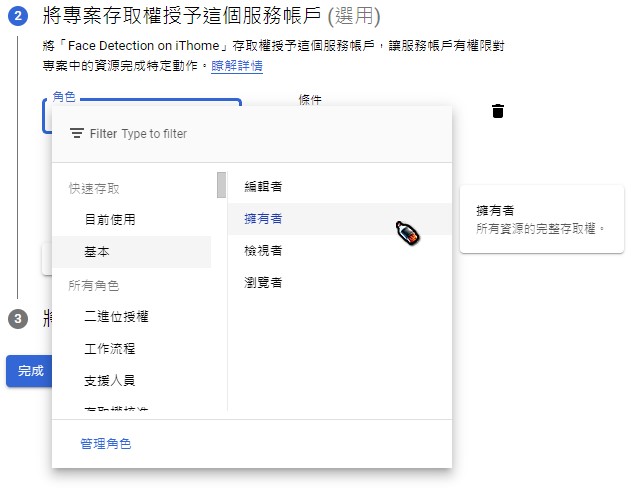 2 將專案存取權授予這個服務帳戶 (選用)
將「Face Detection on iThome」存取權授予這個服務帳戶，讓服務帳戶有權限對
專案中的資源完成特定動作。瞭解詳情
角色
條件
Filter Type to filter
快速存取
目前使用
基本
所有角色
二進位授權
工作流程
支援人員
存取權核准
編輯者
擁有者
檢視者
瀏覽者
擁有者
所有資源的完整存取權。
管理角色
3 將
完成